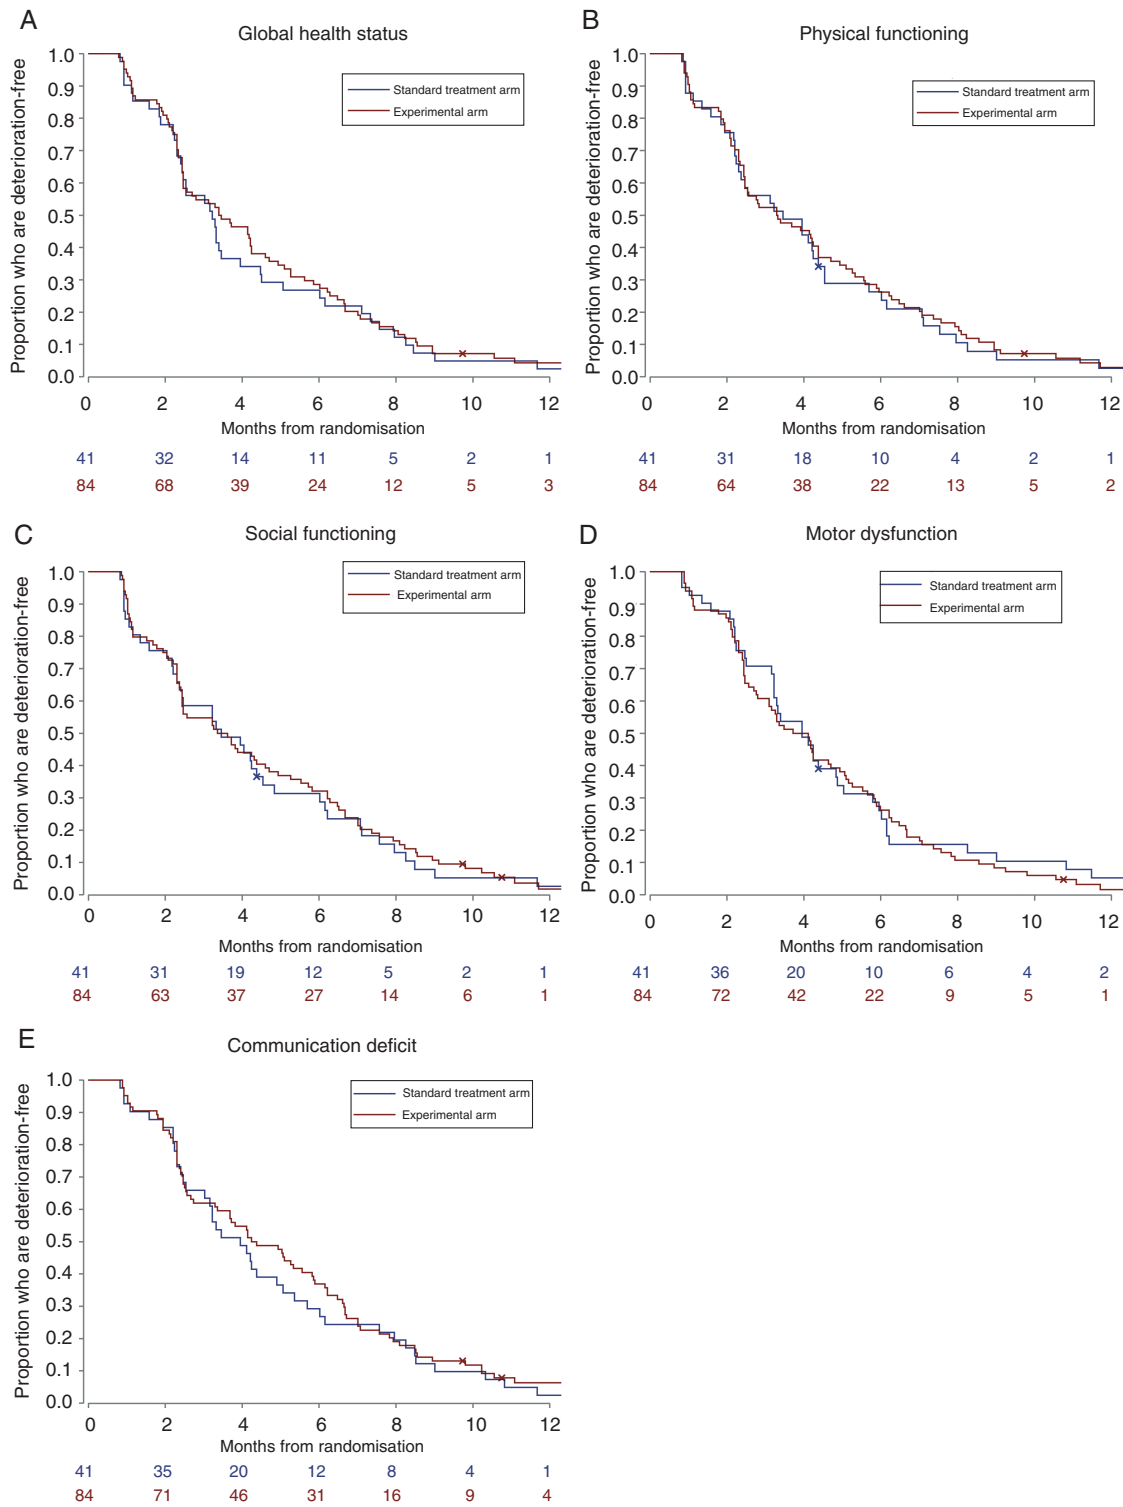 A
Global health status
Proportion who are deterioration-free
1.0
0.9
0.8
0.7
0.6
0.5
0.4
0.3
0.2
0.1
0.0
Standard treatment arm
Experimental arm
0 2 4 6 8 10 12
Months from randomisation
41 32 14 11 5 2 1
84 68 39 24 12 5 3
B
Physical functioning
Proportion who are deterioration-free
1.0
0.9
0.8
0.7
0.6
0.5
0.4
0.3
0.2
0.1
0.0
Standard treatment arm
Experimental arm
0 2 4 6 8 10 12
Months from randomisation
41 31 18 10 4 2 1
84 64 38 22 13 5 2
C
Social functioning
Proportion who are deterioration-free
1.0
0.9
0.8
0.7
0.6
0.5
0.4
0.3
0.2
0.1
0.0
Standard treatment arm
Experimental arm
0 2 4 6 8 10 12
Months from randomisation
41 31 19 12 5 2 1
84 63 37 27 14 6 1
D
Motor dysfunction
Proportion who are deterioration-free
1.0
0.9
0.8
0.7
0.6
0.5
0.4
0.3
0.2
0.1
0.0
Standard treatment arm
Experimental arm
0 2 4 6 8 10 12
Months from randomisation
41 36 20 10 6 4 2
84 72 42 22 9 5 1
E
Communication deficit
Proportion who are deterioration-free
1.0
0.9
0.8
0.7
0.6
0.5
0.4
0.3
0.2
0.1
0.0
Standard treatment arm
Experimental arm
0 2 4 6 8 10 12
Months from randomisation
41 35 20 12 8 4 1
84 71 46 31 16 9 4